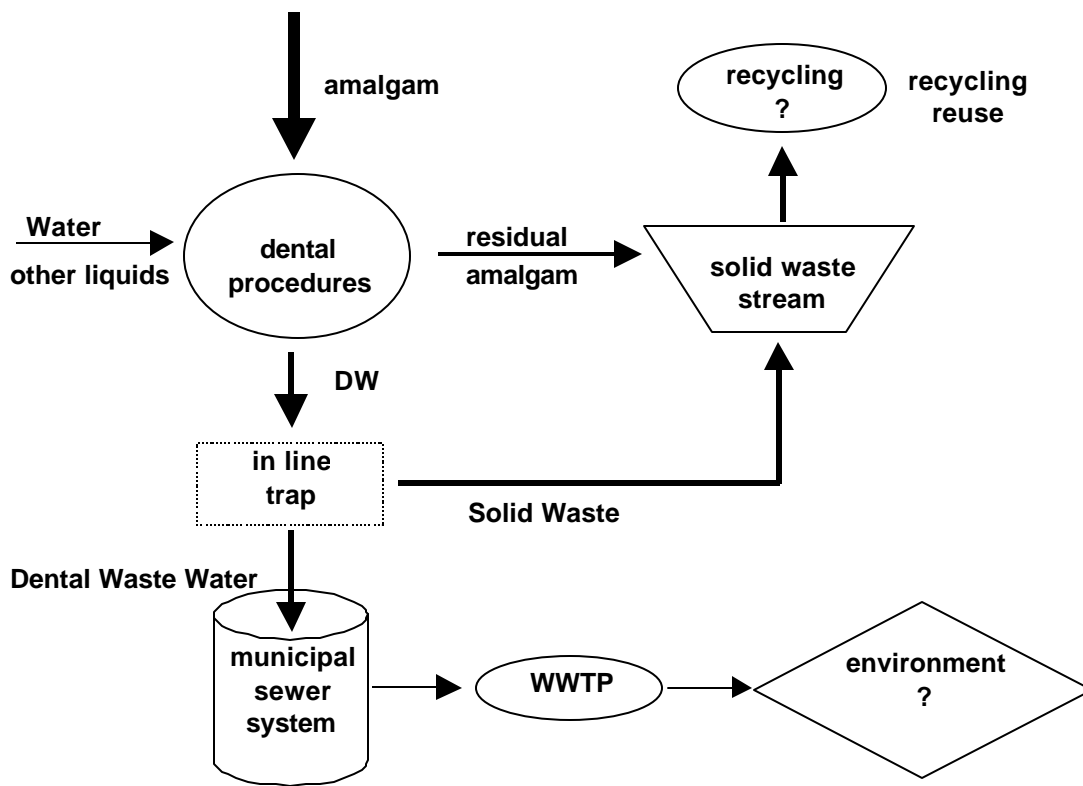 amalgam
recycling
?
recycling
reuse
Water
other liquids
dental
procedures
residual
amalgam
solid waste
stream
DW
in line
trap
Solid Waste
Dental Waste Water
municipal
sewer
system
WWTP
environment
?